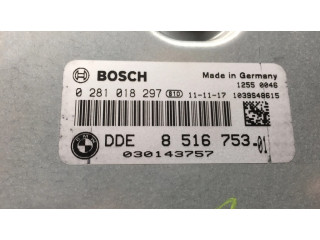 BOSCH
Made in Germany
1255 0046
0 281 018 297 B10 11-11-17 1039S48615
DDE 8 516 753-01
030143757